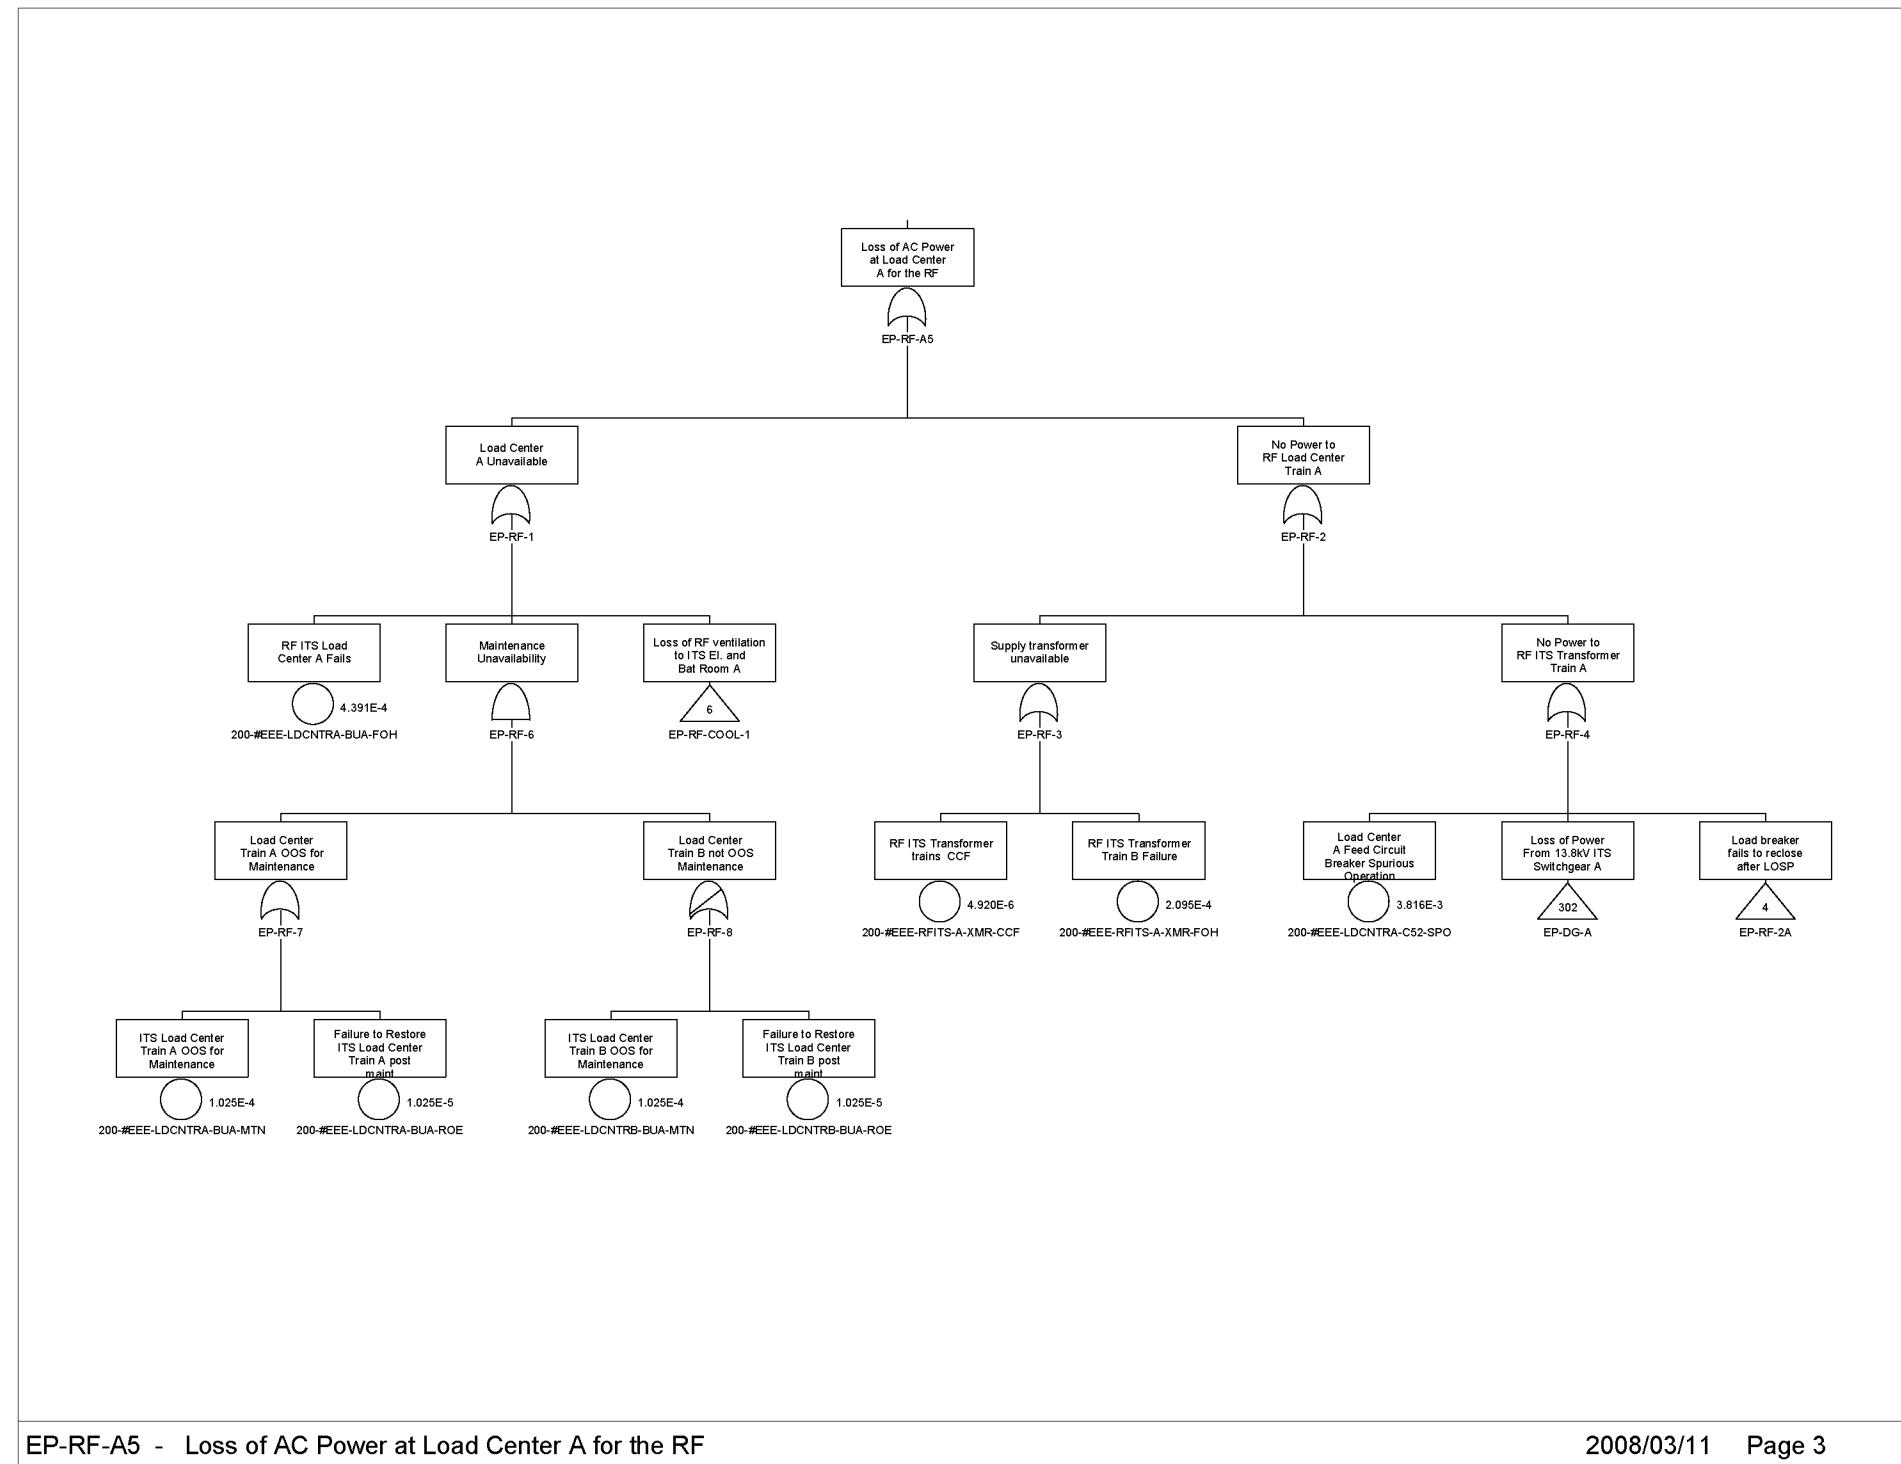 Loss of AC Power
at Load Center
A for the RF
EP-RF-A5
Load Center
A Unavailable
EP-RF-1
No Power to
RF Load Center
Train A
EP-RF-2
RF ITS Load
Center A Fails
4.391E-4
200-#EEE-LDCNTRA-BUA-FOH
Maintenance
Unavailability
EP-RF-6
Loss of RF ventilation
to ITS El. and
Bat Room A
6
EP-RF-COOL-1
Supply transformer
unavailable
EP-RF-3
No Power to
RF ITS Transformer
Train A
EP-RF-4
Load Center
Train A OOS for
Maintenance
EP-RF-7
Load Center
Train B not OOS
Maintenance
EP-RF-8
RF ITS Transformer
trains CCF
4.920E-6
200-#EEE-RFITS-A-XMR-CCF
RF ITS Transformer
Train B Failure
2.095E-4
200-#EEE-RFITS-A-XMR-FOH
Load Center
A Feed Circuit
Breaker Spurious
Operation
3.816E-3
200-#EEE-LDCNTRA-C52-SPO
Loss of Power
From 13.8kV ITS
Switchgear A
302
EP-DG-A
Load breaker
fails to reclose
after LOSP
4
EP-RF-2A
ITS Load Center
Train A OOS for
Maintenance
1.025E-4
200-#EEE-LDCNTRA-BUA-MTN
Failure to Restore
ITS Load Center
Train A post
maint
1.025E-5
200-#EEE-LDCNTRA-BUA-ROE
ITS Load Center
Train B OOS for
Maintenance
1.025E-4
200-#EEE-LDCNTRB-BUA-MTN
Failure to Restore
ITS Load Center
Train B post
maint
1.025E-5
200-#EEE-LDCNTRB-BUA-ROE
EP-RF-A5 - Loss of AC Power at Load Center A for the RF
2008/03/11 Page 3